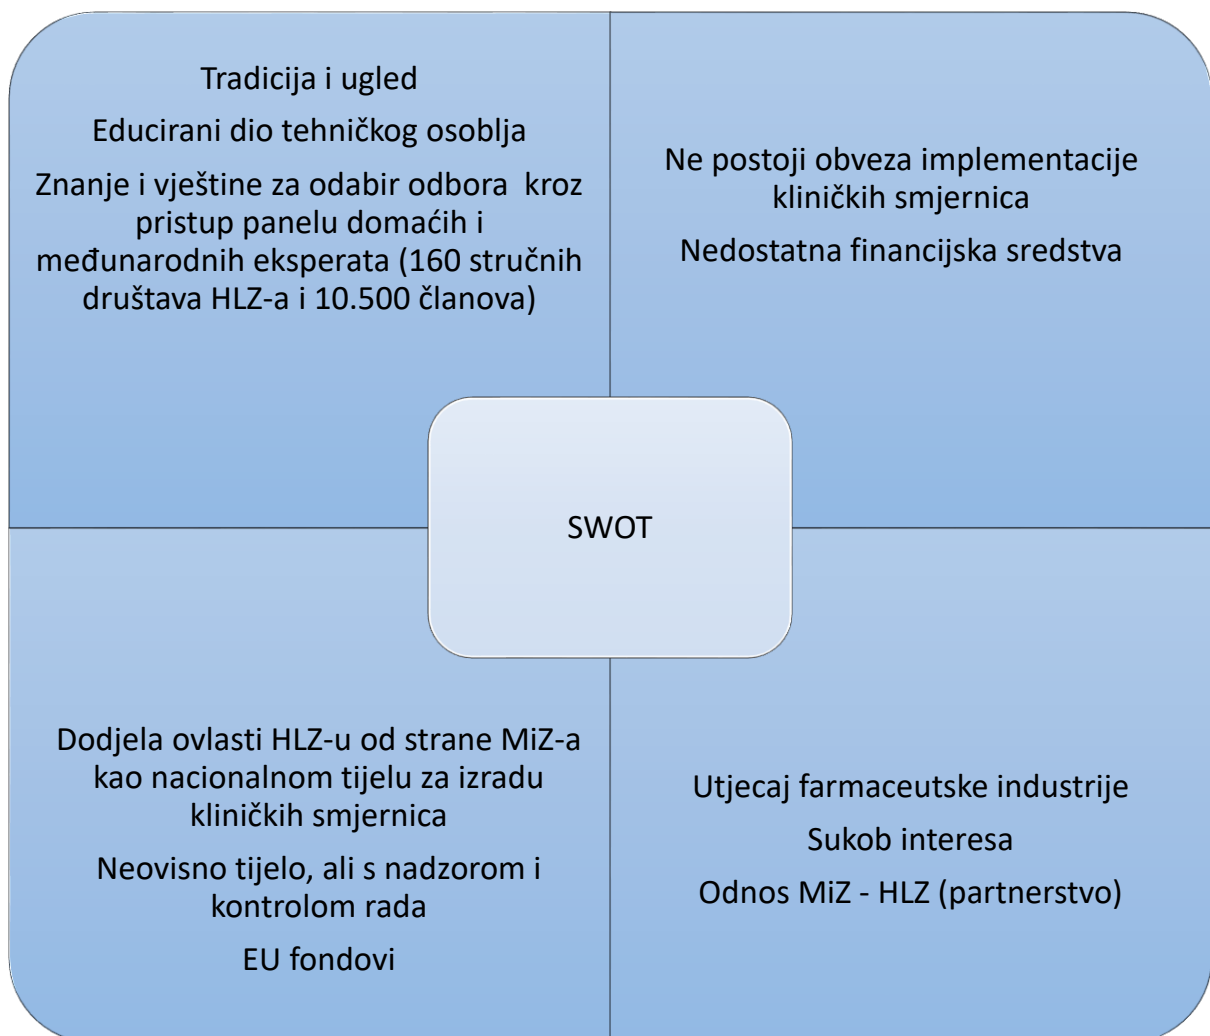 Tradicija i ugled
Educirani dio tehničkog osoblja
Znanje i vještine za odabir odbora  kroz
pristup panelu domaćih i
međunarodnih eksperata (160 stručnih
društava HLZ-a i 10.500 članova)
Ne postoji obveza implementacije
kliničkih smjernica
Nedostatna financijska sredstva
SWOT
Dodjela ovlasti HLZ-u od strane MiZ-a
kao nacionalnom tijelu za izradu
kliničkih smjernica
Neovisno tijelo, ali s nadzorom i
kontrolom rada
EU fondovi
Utjecaj farmaceutske industrije
Sukob interesa
Odnos MiZ - HLZ (partnerstvo)